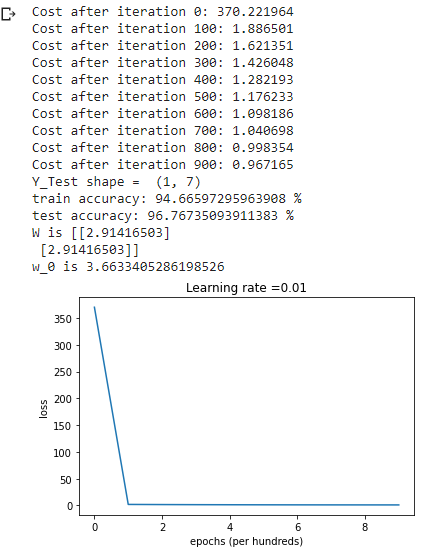 Cost after iteration 0: 370.221964
Cost after iteration 100: 1.886501
Cost after iteration 200: 1.621351
Cost after iteration 300: 1.426048
Cost after iteration 400: 1.282193
Cost after iteration 500: 1.176233
Cost after iteration 600: 1.098186
Cost after iteration 700: 1.040698
Cost after iteration 800: 0.998354
Cost after iteration 900: 0.967165
Y_Test shape =  (1, 7)
train accuracy: 94.66597295963908 %
test accuracy: 96.76735093911383 %
W is [[2.91416503]
 [2.91416503]]
w_0 is 3.6633405286198526
Learning rate =0.01
350
300
250
200
150
100
50
0
loss
0 2 4 6 8
epochs (per hundreds)